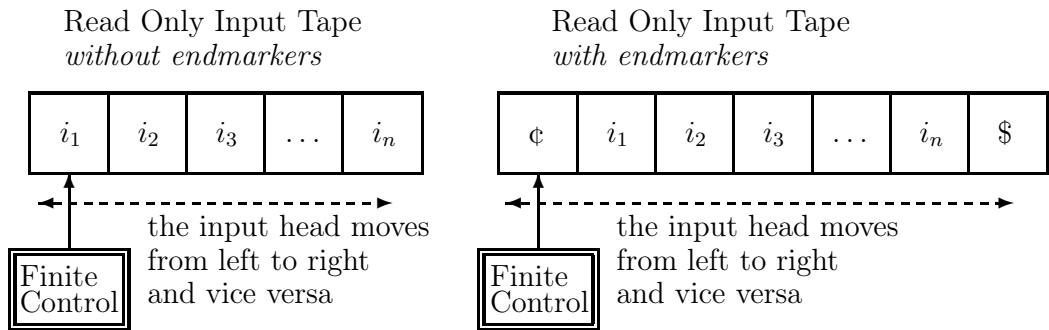 Read Only Input Tape
without endmarkers
i₁ i₂ i₃ ... iₙ
the input head moves
from left to right
and vice versa
Finite
Control
Read Only Input Tape
with endmarkers
¢ i₁ i₂ i₃ ... iₙ $
the input head moves
from left to right
and vice versa
Finite
Control